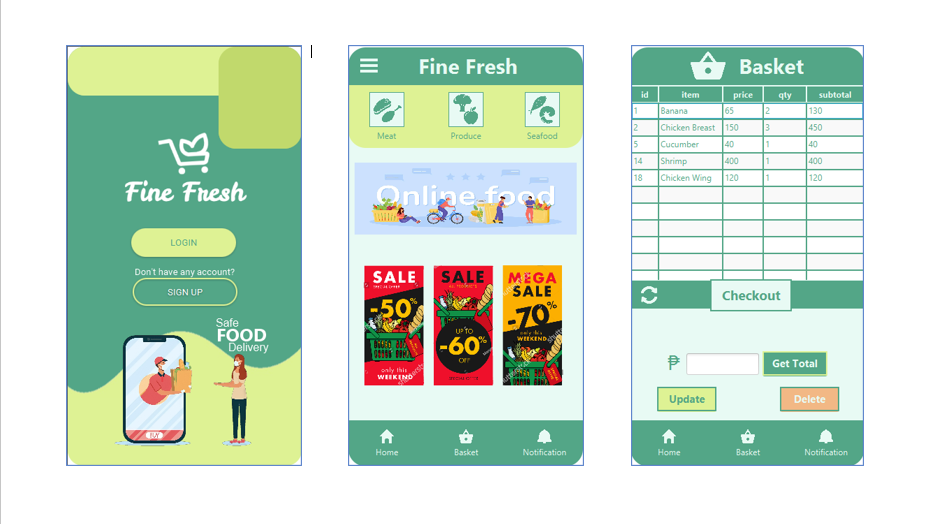 Fine Fresh
LOGIN
Don't have any account?
SIGN UP
Safe
FOOD
Delivery
BUY
Fine Fresh
Meat Produce Seafood
Online food
SALE
SPECIAL OFFER
-50%
only this
WEEKEND
SALE
UP TO
-60%
OFF
MEGA
SALE
-70%
only this
WEEKEND
Home Basket Notification
Basket
id item price qty subtotal
1 Banana 65 2 130
2 Chicken Breast 150 3 450
5 Cucumber 40 1 40
14 Shrimp 400 1 400
18 Chicken Wing 120 1 120
Checkout
₱ Get Total
Update Delete
Home Basket Notification